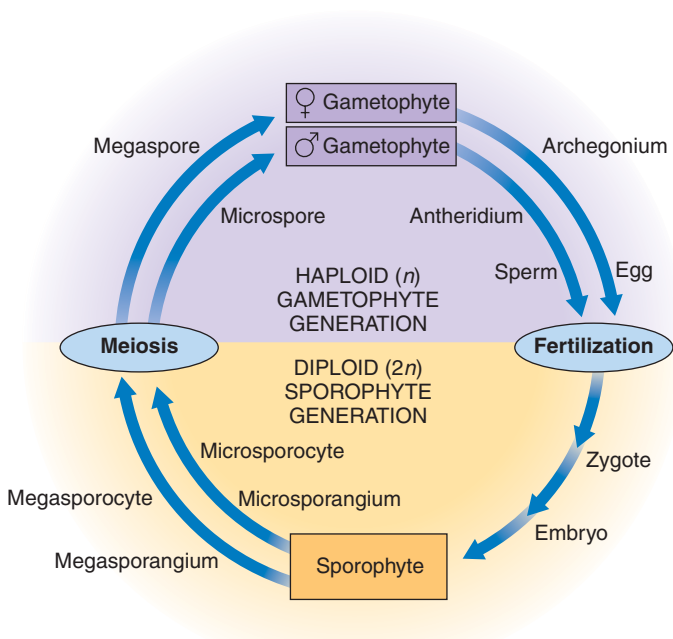 ♀ Gametophyte
♂ Gametophyte
Megaspore
Archegonium
Microspore
Antheridium
Sperm
Egg
HAPLOID (n)
GAMETOPHYTE
GENERATION
Meiosis
Fertilization
DIPLOID (2n)
SPOROPHYTE
GENERATION
Microsporocyte
Zygote
Megasporocyte
Microsporangium
Embryo
Megasporangium
Sporophyte